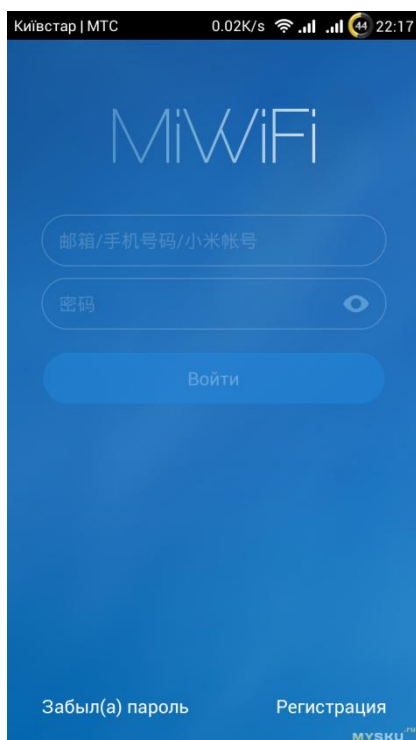 Київстар | МТС 0.02K/s 44 22:17
MiWiFi
邮箱/手机号码/小米帐号
密码
Войти
Забыл(а) пароль Регистрация
MYSKU.ru